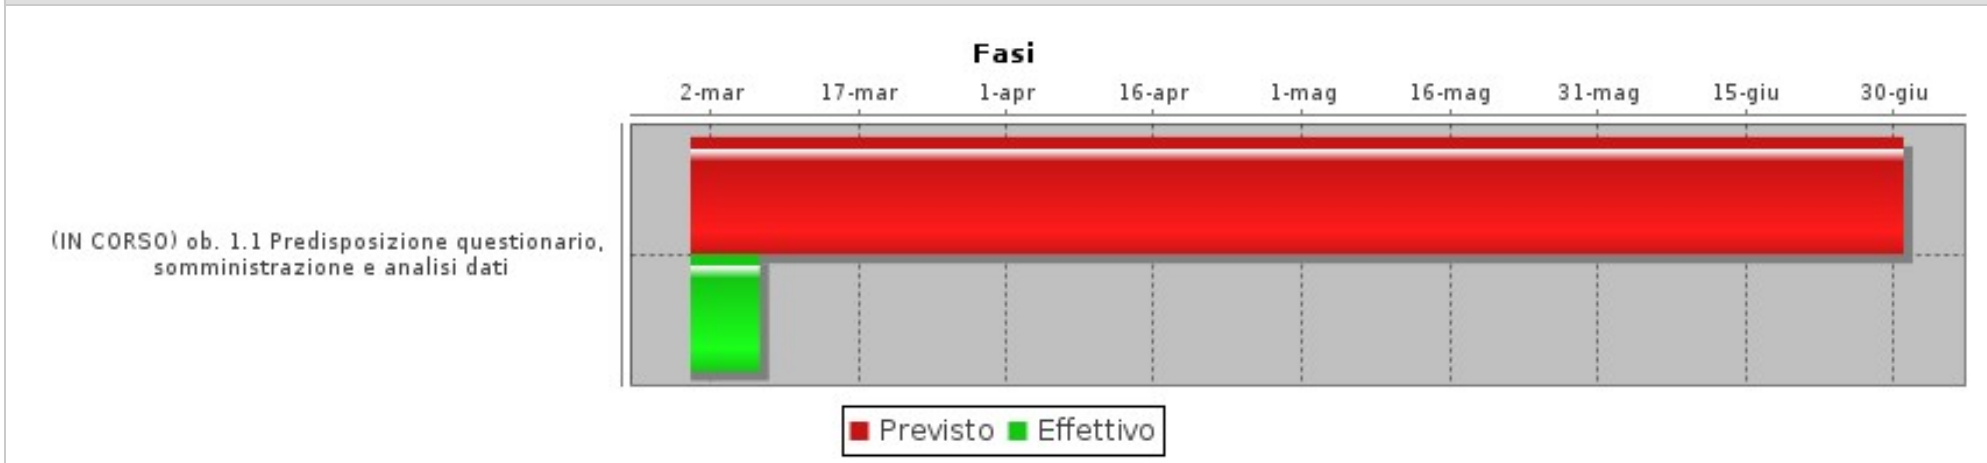 Fasi
2-mar 17-mar 1-apr 16-apr 1-mag 16-mag 31-mag 15-giu 30-giu
(IN CORSO) ob. 1.1 Predisposizione questionario,
somministrazione e analisi dati
Previsto Effettivo